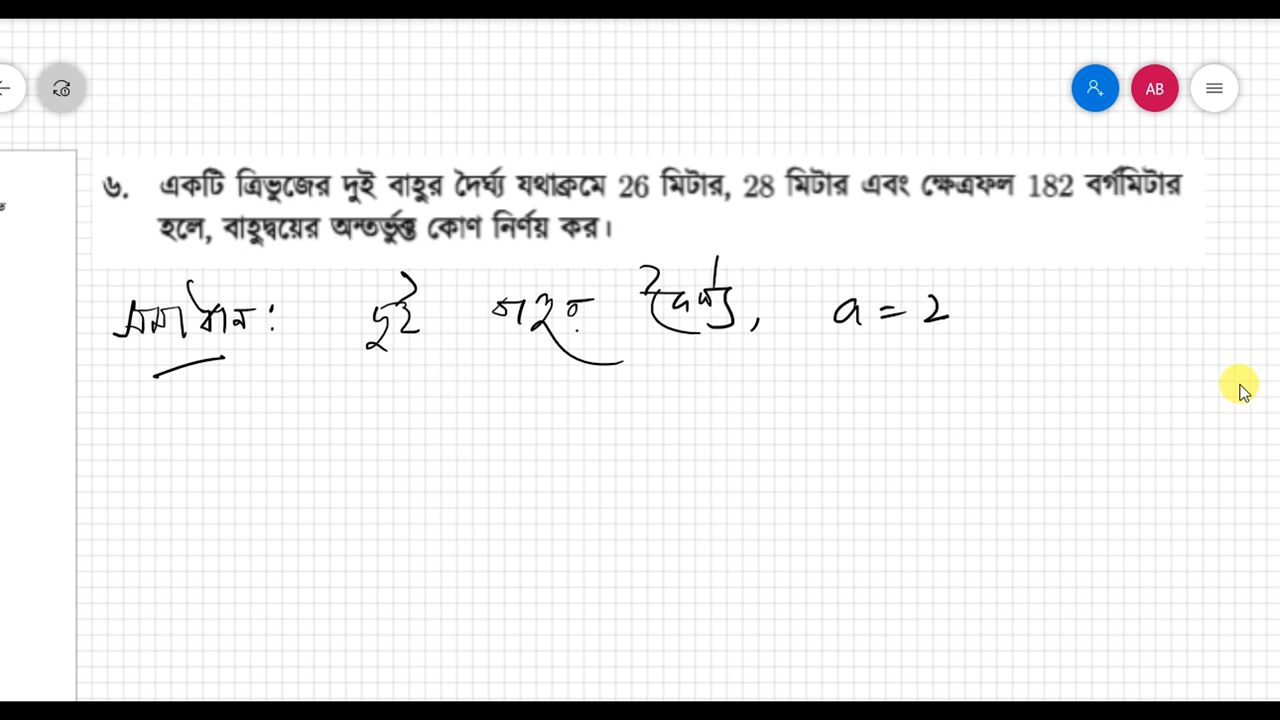 AB
৬. একটি ত্রিভুজের দুই বাহুর দৈর্ঘ্য যথাক্রমে 26 মিটার, 28 মিটার এবং ক্ষেত্রফল 182 বর্গমিটার
হলে, বাহুদ্বয়ের অন্তর্ভুক্ত কোণ নির্ণয় কর।
সমাধান: দুই বাহুর দৈর্ঘ্য, a = 2